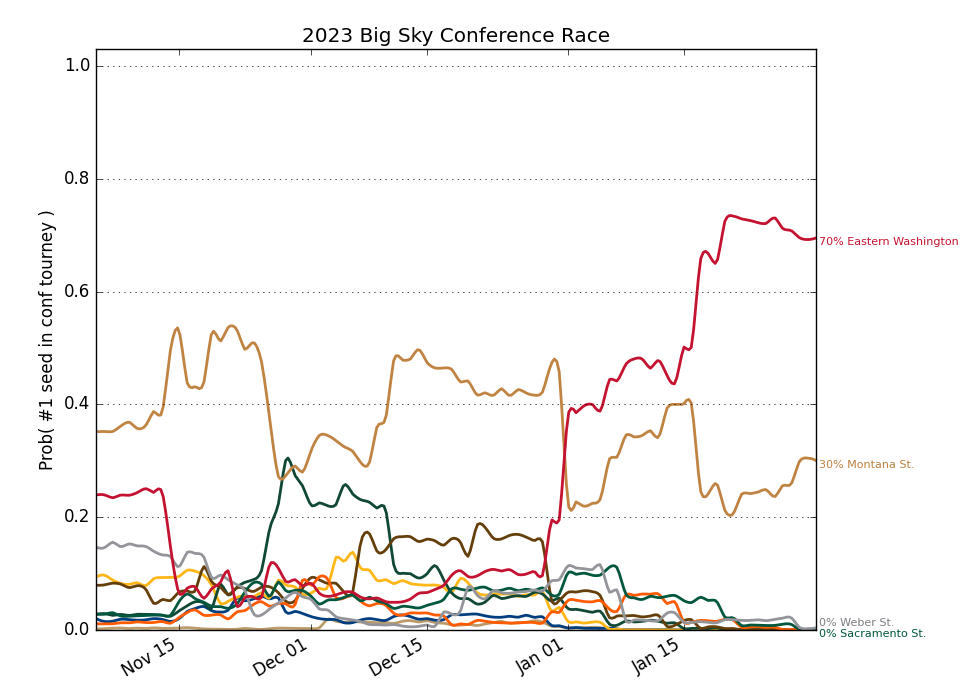 2023 Big Sky Conference Race
Prob( #1 seed in conf tourney )
1.0
0.8
0.6
0.4
0.2
0.0
Nov 15
Dec 01
Dec 15
Jan 01
Jan 15
70% Eastern Washington
30% Montana St.
0% Weber St.
0% Sacramento St.